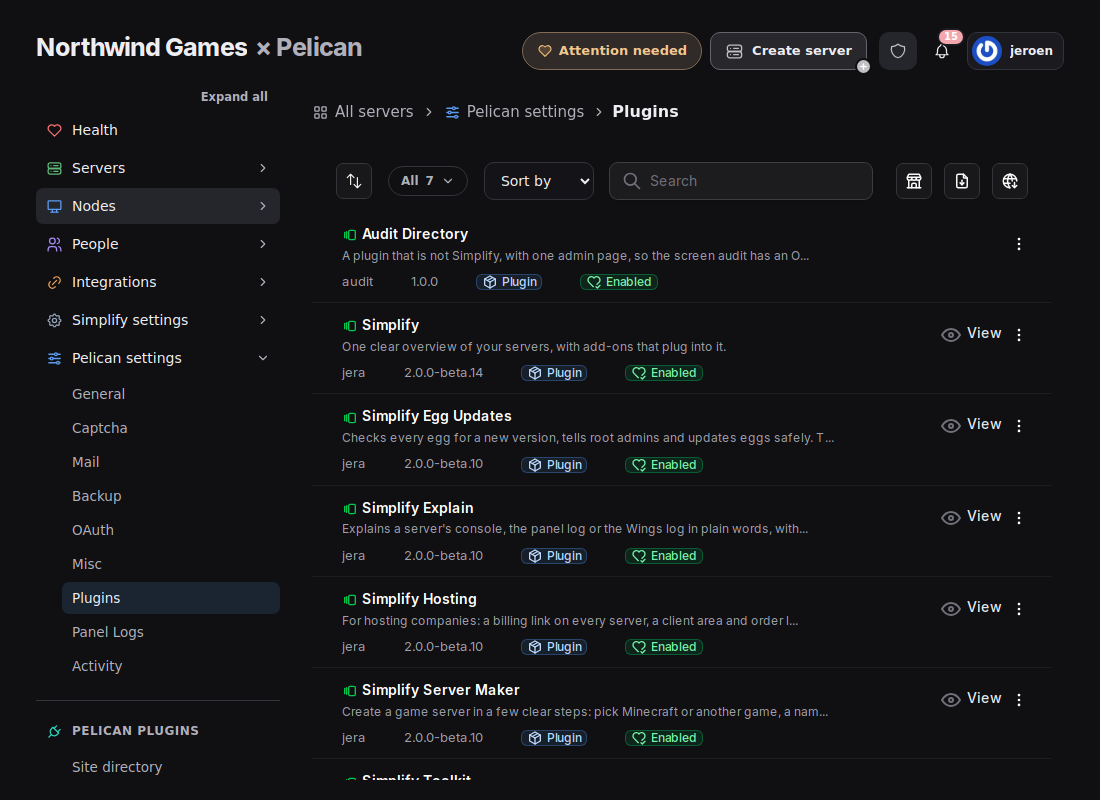 Northwind Games × Pelican
Attention needed
Create server
15
jeroen
Expand all
Health
Servers
Nodes
People
Integrations
Simplify settings
Pelican settings
General
Captcha
Mail
Backup
OAuth
Misc
Plugins
Panel Logs
Activity
PELICAN PLUGINS
Site directory
All servers > Pelican settings > Plugins
All 7
Sort by
Search
Audit Directory
A plugin that is not Simplify, with one admin page, so the screen audit has an O...
audit 1.0.0 Plugin Enabled
Simplify
One clear overview of your servers, with add-ons that plug into it.
jera 2.0.0-beta.14 Plugin Enabled
View
Simplify Egg Updates
Checks every egg for a new version, tells root admins and updates eggs safely. T...
jera 2.0.0-beta.10 Plugin Enabled
View
Simplify Explain
Explains a server's console, the panel log or the Wings log in plain words, with...
jera 2.0.0-beta.10 Plugin Enabled
View
Simplify Hosting
For hosting companies: a billing link on every server, a client area and order l...
jera 2.0.0-beta.10 Plugin Enabled
View
Simplify Server Maker
Create a game server in a few clear steps: pick Minecraft or another game, a nam...
jera 2.0.0-beta.10 Plugin Enabled
View
Simplify Toolkit